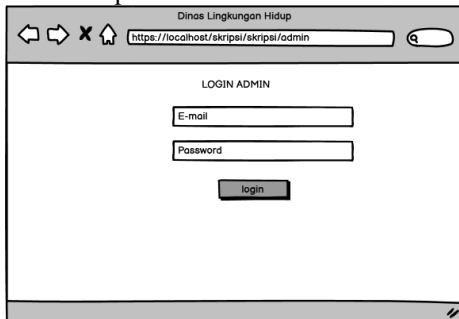 Dinas Lingkungan Hidup
https://localhost/skripsi/skripsi/admin
LOGIN ADMIN
E-mail
Password
login